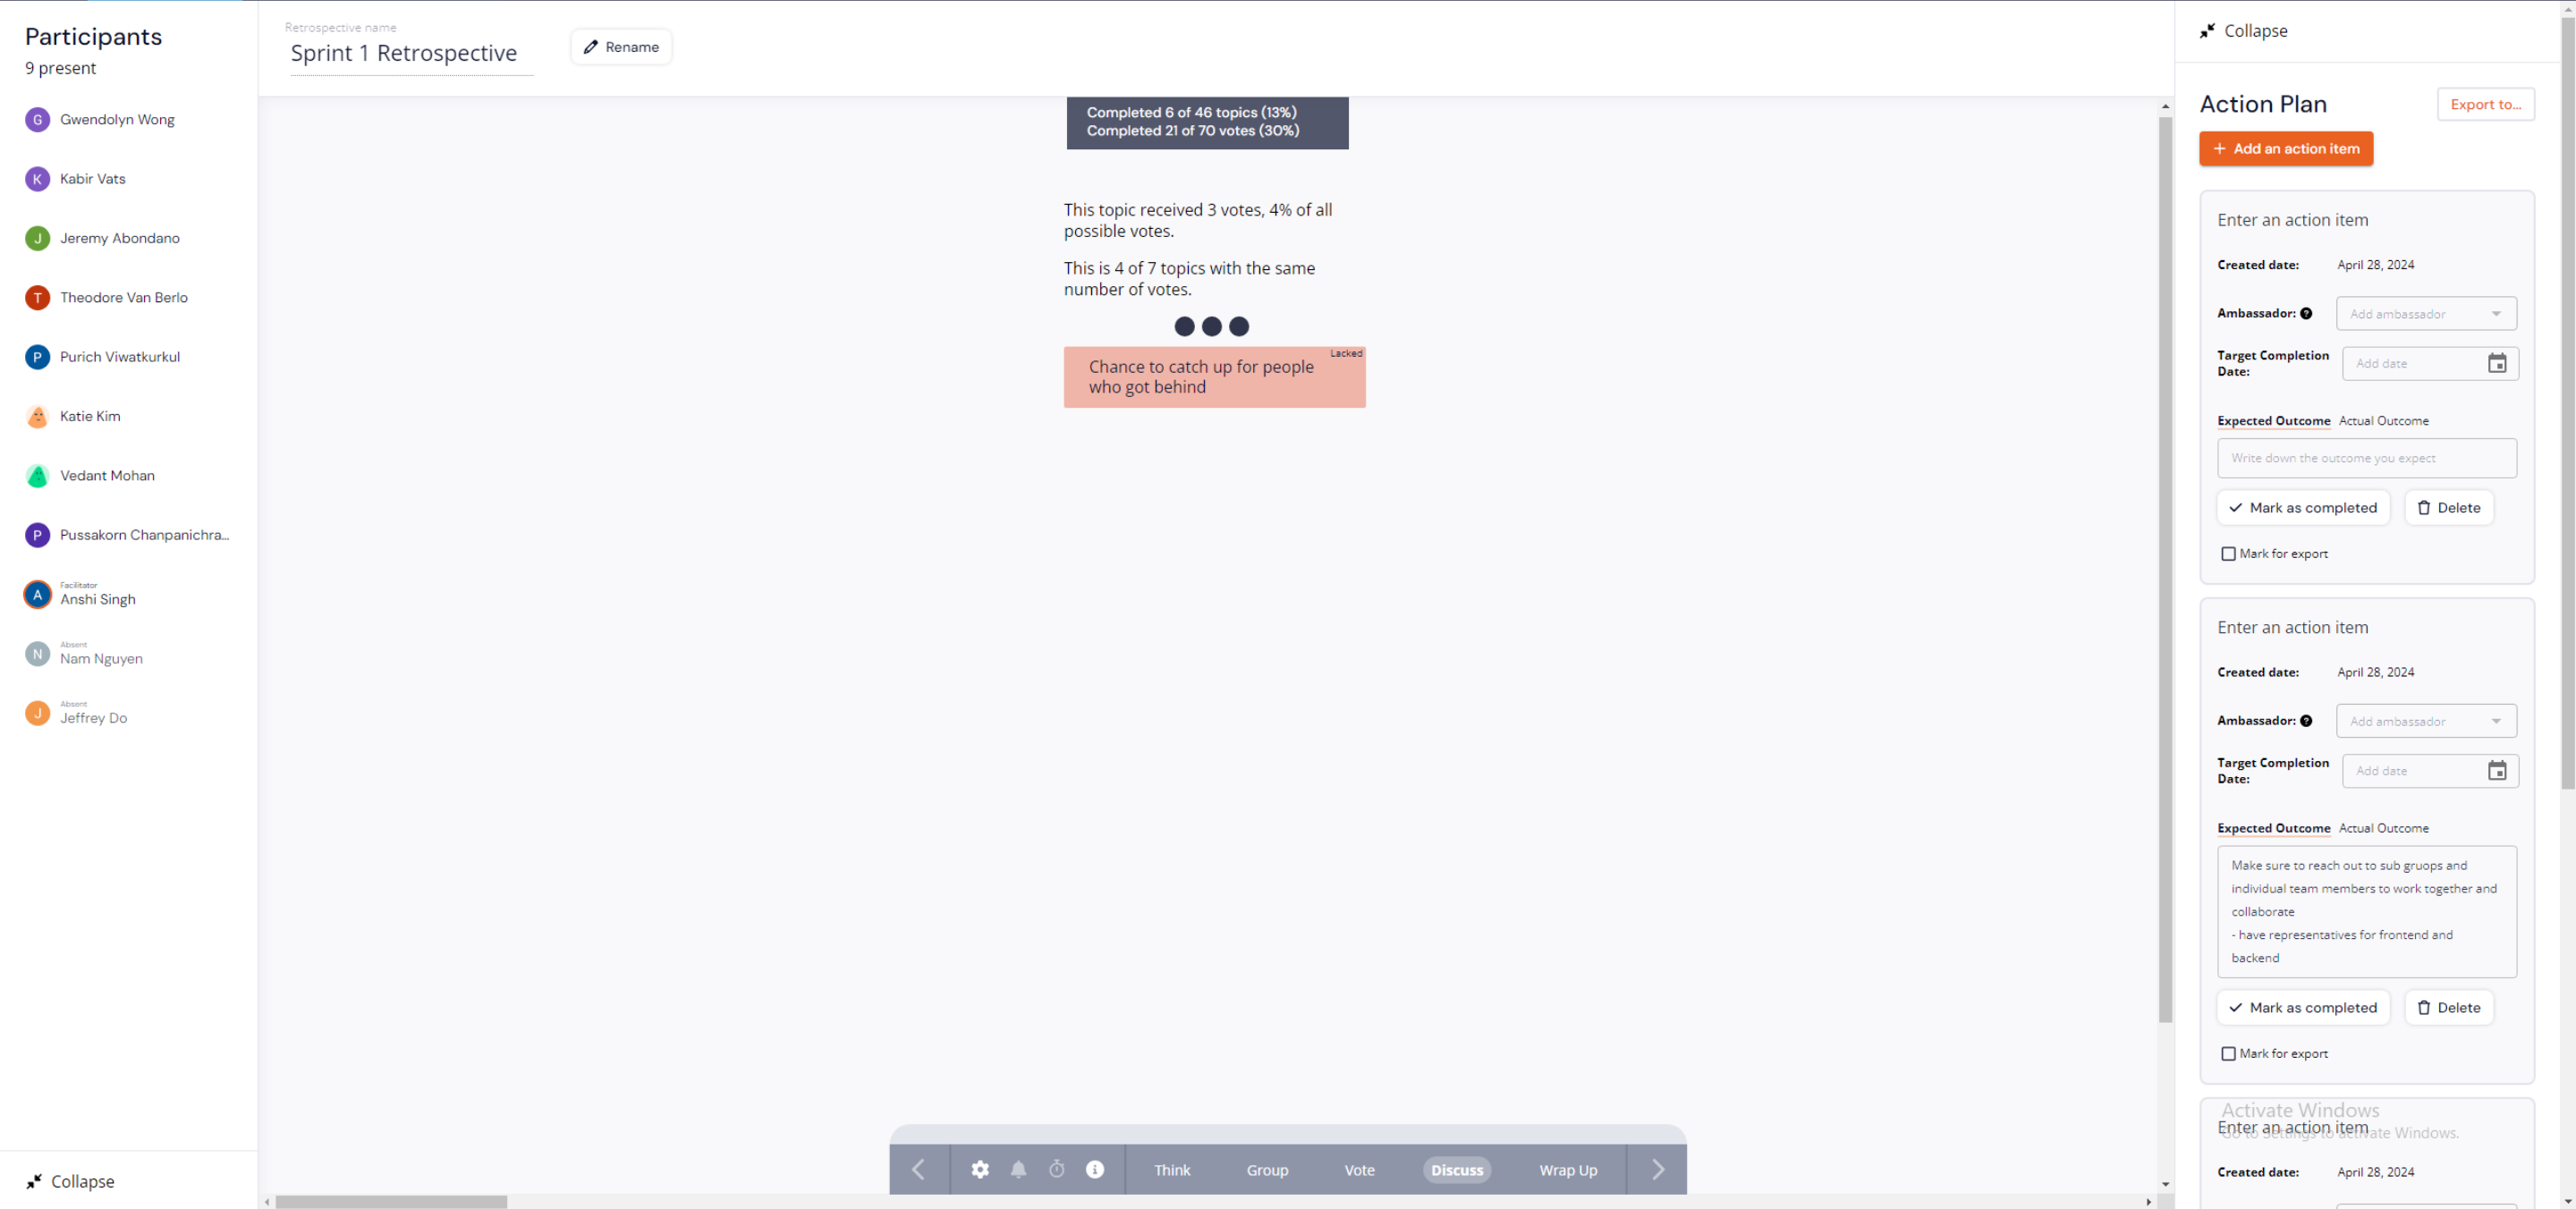 Participants
9 present
G
Gwendolyn Wong
K
Kabir Vats
J
Jeremy Abondano
T
Theodore Van Berlo
P
Purich Viwatkurkul
Katie Kim
Vedant Mohan
P
Pussakorn Chanpanichra...
Facilitator
A
Anshi Singh
Absent
N
Nam Nguyen
Absent
J
Jeffrey Do
Collapse
Retrospective name
Sprint 1 Retrospective
Rename
Completed 6 of 46 topics (13%)
Completed 21 of 70 votes (30%)
This topic received 3 votes, 4% of all
possible votes.
This is 4 of 7 topics with the same
number of votes.
Lacked
Chance to catch up for people
who got behind
Think
Group
Vote
Discuss
Wrap Up
Collapse
Action Plan
Export to...
+ Add an action item
Enter an action item
Created date: April 28, 2024
Ambassador: ? Add ambassador
Target Completion
Date:
Add date
Expected Outcome Actual Outcome
Write down the outcome you expect
Mark as completed
Delete
Mark for export
Enter an action item
Created date: April 28, 2024
Ambassador: ? Add ambassador
Target Completion
Date:
Add date
Expected Outcome Actual Outcome
Make sure to reach out to sub gruops and
individual team members to work together and
collaborate
- have representatives for frontend and
backend
Mark as completed
Delete
Mark for export
Activate Windows
Enter an action item
Go to Settings to activate Windows.
Created date: April 28, 2024